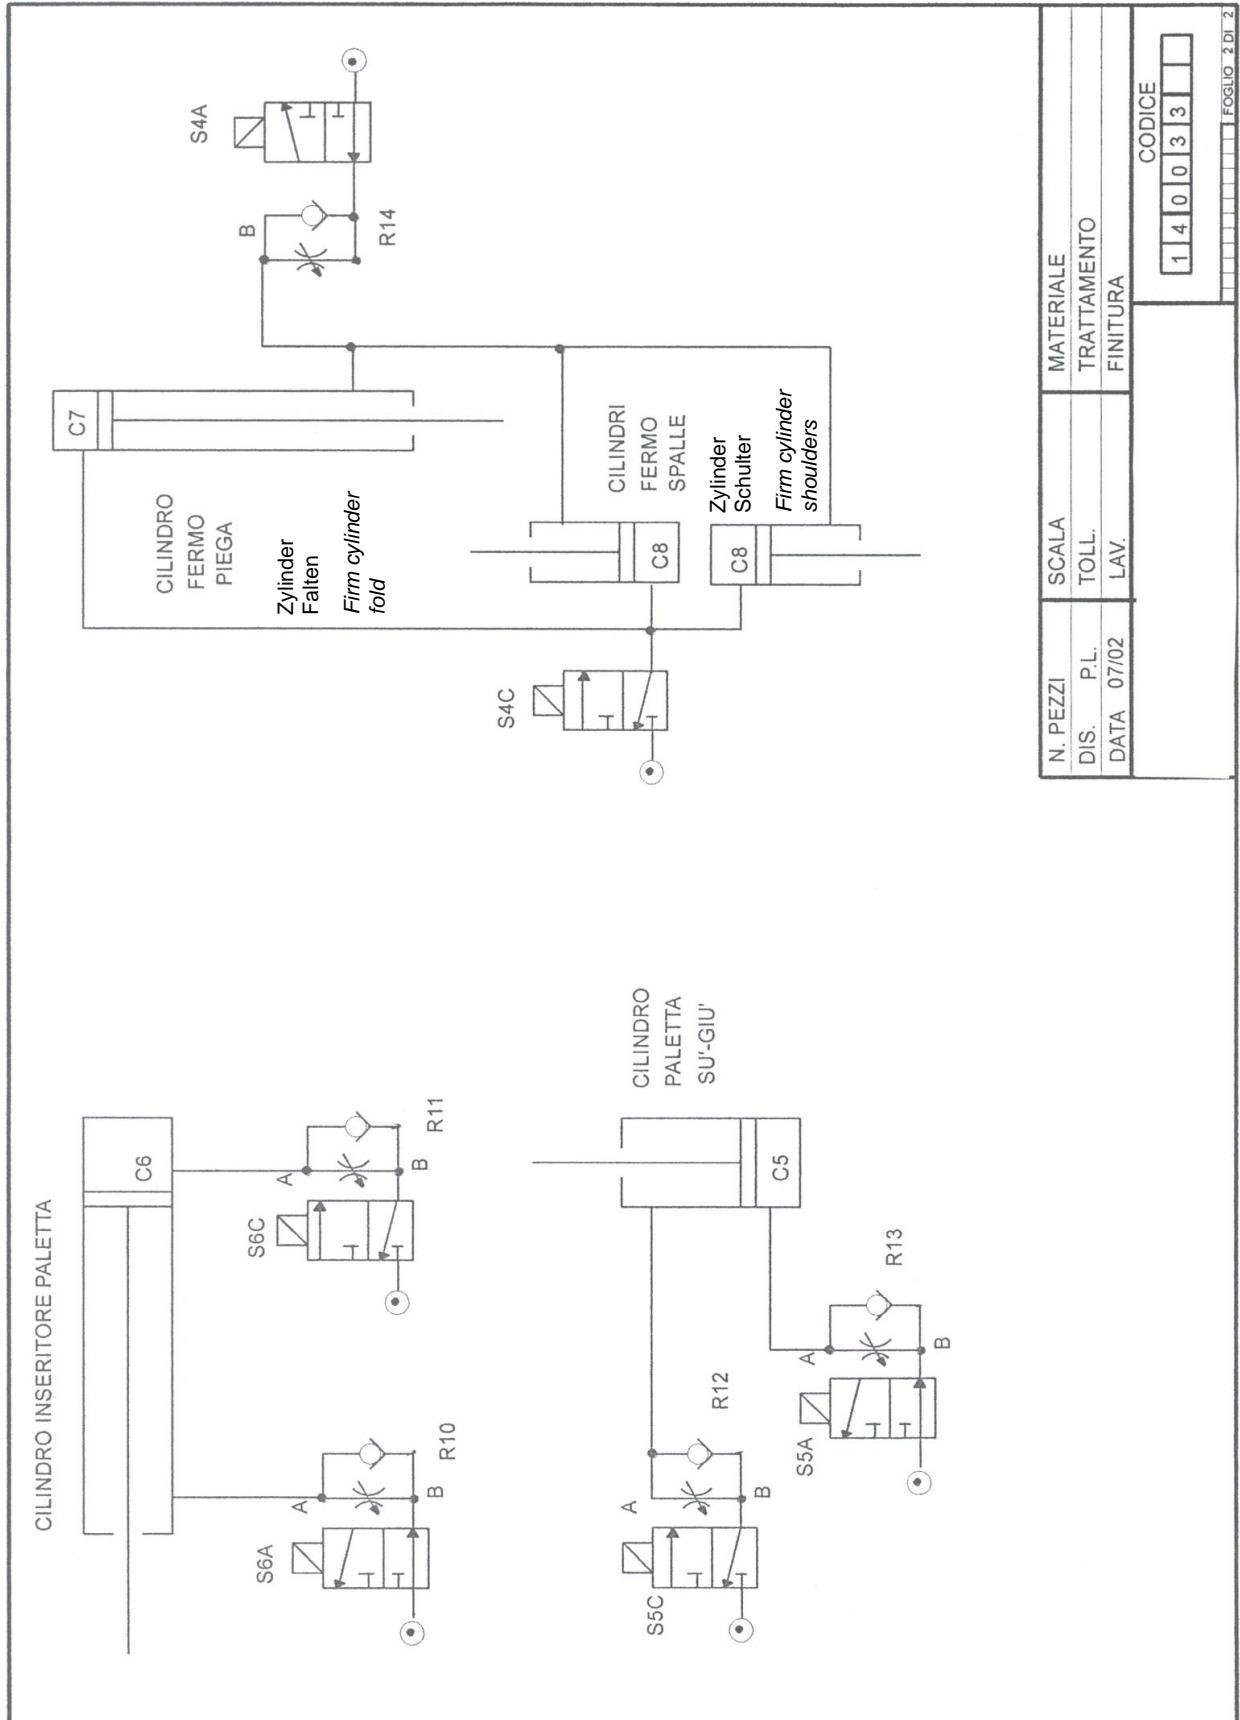 CILINDRO INSERITORE PALETTA
C6
S6A
A
R10
B
S6C
A
R11
B
CILINDRO
PALETTA
SU'-GIU'
C5
S5C
A
R12
B
S5A
A
R13
B
C7
CILINDRO
FERMO
PIEGA
Zylinder
Falten
Firm cylinder
fold
S4A
B
R14
CILINDRI
FERMO
SPALLE
Zylinder
Schulter
Firm cylinder
shoulders
C8
C8
S4C
N. PEZZI
SCALA
MATERIALE
DIS. P.L.
TOLL.
TRATTAMENTO
DATA 07/02
LAV.
FINITURA
CODICE
1 4 0 0 3 3
FOGLIO 2 DI 2